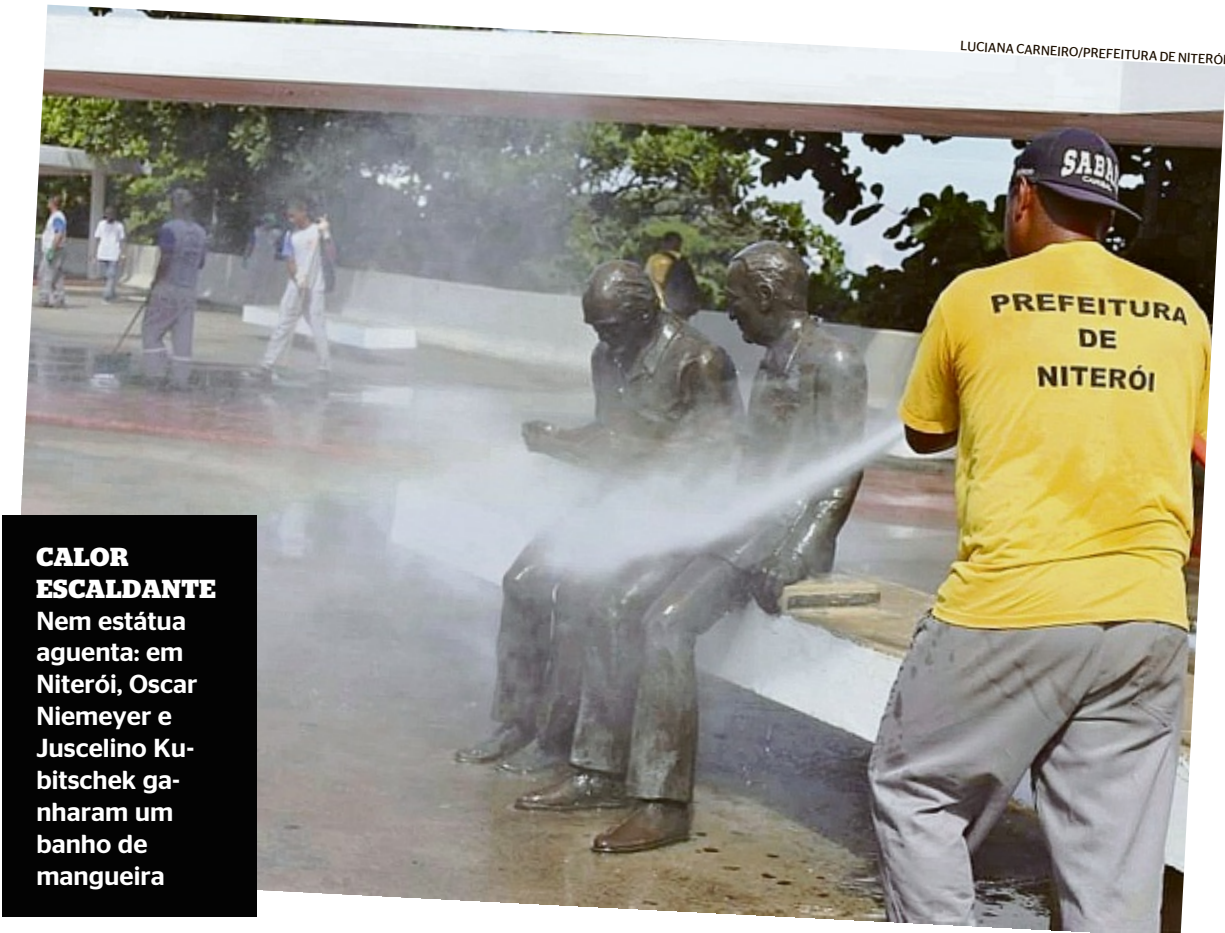 LUCIANA CARNEIRO/PREFEITURA DE NITERÓI
PREFEITURA
DE
NITERÓI
CALOR
ESCALDANTE
Nem estátua
aguenta: em
Niterói, Oscar
Niemeyer e
Juscelino Ku-
bitschek ga-
nharam um
banho de
mangueira